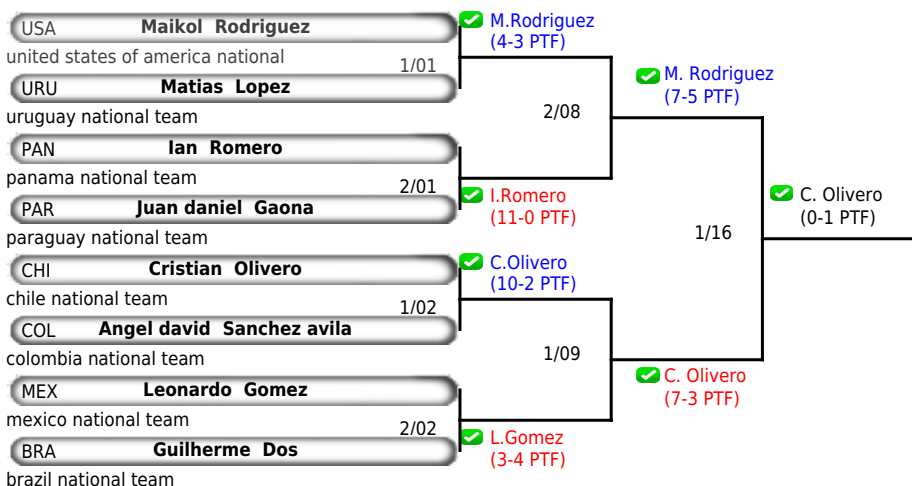 USA Maikol Rodriguez
united states of america national
1/01
URU Matias Lopez
uruguay national team
M.Rodriguez
(4-3 PTF)
2/08
PAN Ian Romero
panama national team
2/01
PAR Juan daniel Gaona
paraguay national team
I.Romero
(11-0 PTF)
M. Rodriguez
(7-5 PTF)
1/16
C. Olivero
(0-1 PTF)
CHI Cristian Olivero
chile national team
1/02
COL Angel david Sanchez avila
colombia national team
C.Olivero
(10-2 PTF)
1/09
MEX Leonardo Gomez
mexico national team
2/02
BRA Guilherme Dos
brazil national team
L.Gomez
(3-4 PTF)
C. Olivero
(7-3 PTF)